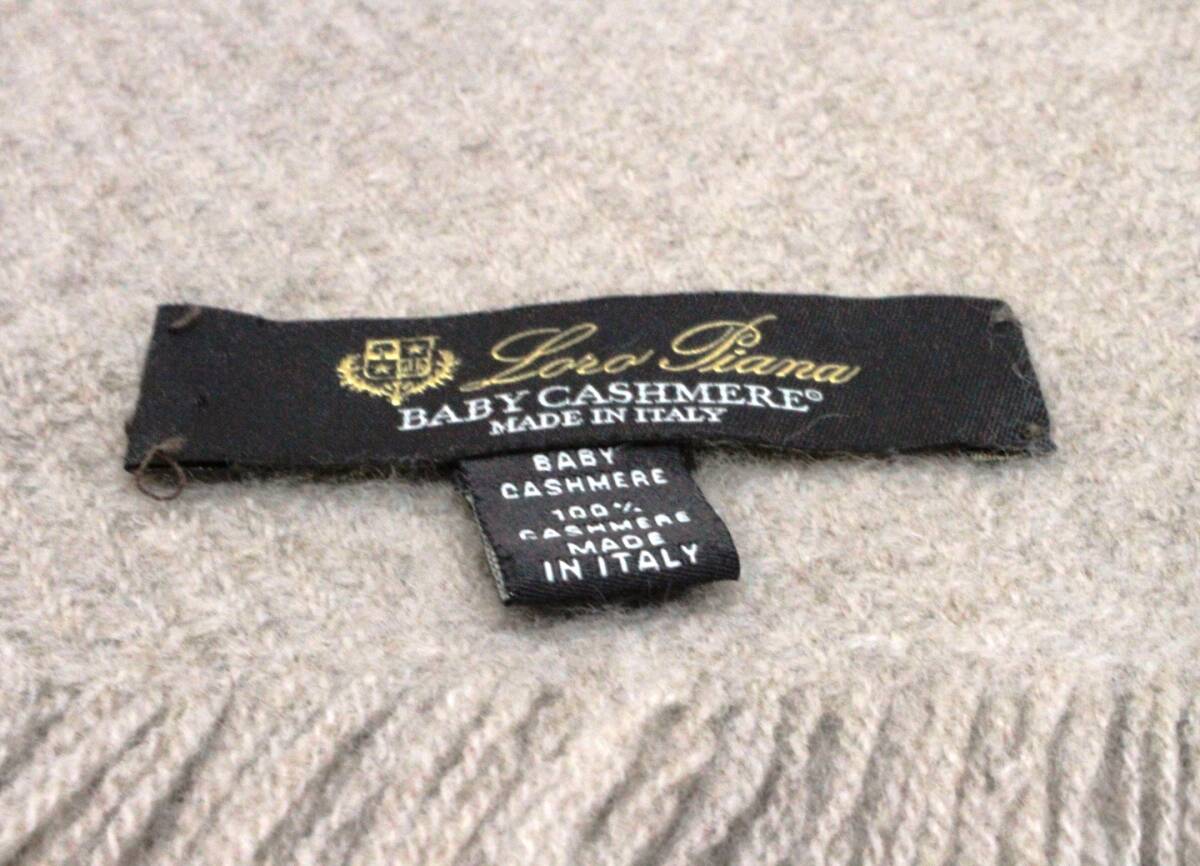 Loro Piana
BABY CASHMERE®
MADE IN ITALY
BABY
CASHMERE
100%
CASHMERE
MADE
IN ITALY